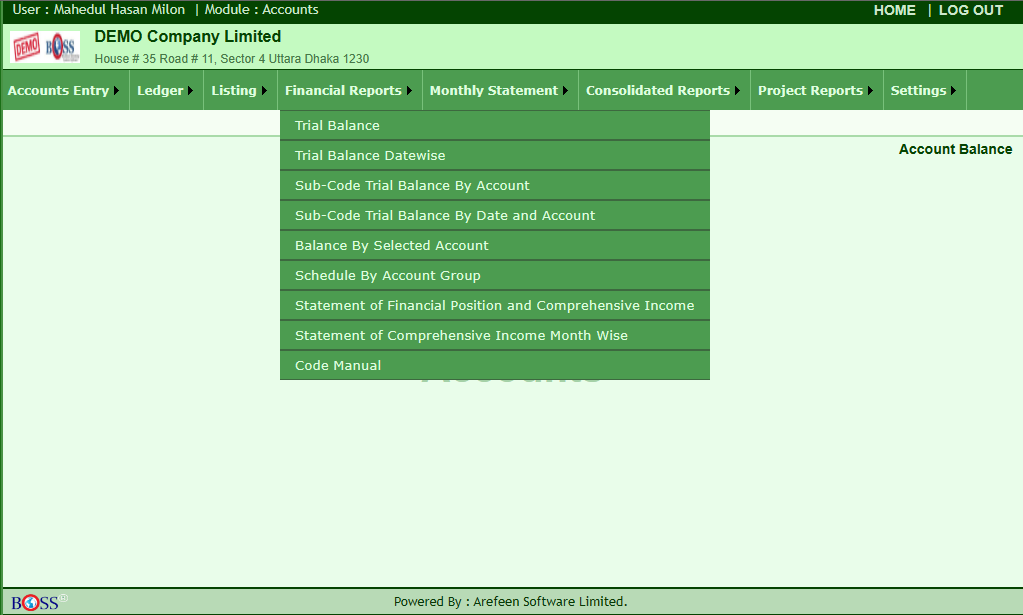 User : Mahedul Hasan Milon | Module : Accounts
HOME | LOG OUT
DEMO BOSS
DEMO Company Limited
House # 35 Road # 11, Sector 4 Uttara Dhaka 1230
Accounts Entry Ledger Listing Financial Reports Monthly Statement Consolidated Reports Project Reports Settings
Account Balance
Trial Balance
Trial Balance Datewise
Sub-Code Trial Balance By Account
Sub-Code Trial Balance By Date and Account
Balance By Selected Account
Schedule By Account Group
Statement of Financial Position and Comprehensive Income
Statement of Comprehensive Income Month Wise
Code Manual
BOSS®
Powered By : Arefeen Software Limited.